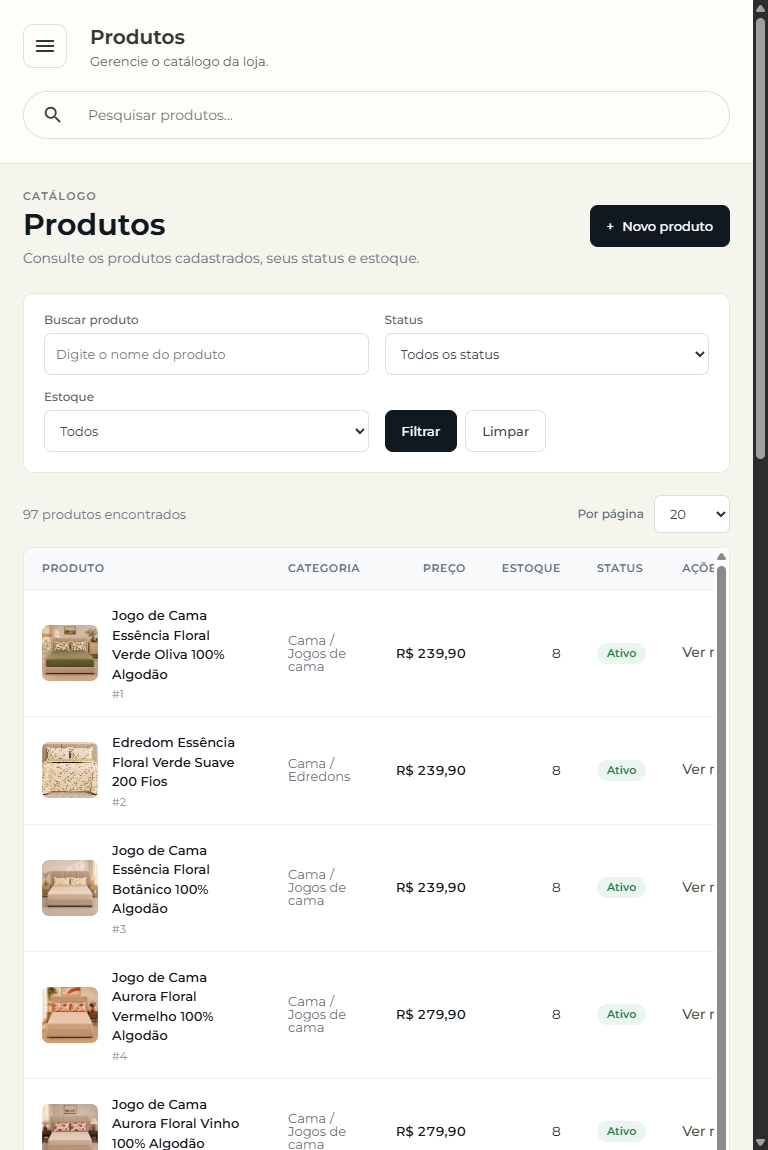 Produtos
Gerencie o catálogo da loja.
Pesquisar produtos...
CATÁLOGO
Produtos
Consulte os produtos cadastrados, seus status e estoque.
+ Novo produto
Buscar produto
Status
Digite o nome do produto
Todos os status
Estoque
Todos
Filtrar
Limpar
97 produtos encontrados
Por página
20
PRODUTO CATEGORIA PREÇO ESTOQUE STATUS AÇÕE
Jogo de Cama
Essência Floral
Verde Oliva 100%
Algodão
#1
Cama /
Jogos de
cama
R$ 239,90
8
Ativo
Ver r
Edredom Essência
Floral Verde Suave
200 Fios
#2
Cama /
Edredons
R$ 239,90
8
Ativo
Ver r
Jogo de Cama
Essência Floral
Botânico 100%
Algodão
#3
Cama /
Jogos de
cama
R$ 239,90
8
Ativo
Ver r
Jogo de Cama
Aurora Floral
Vermelho 100%
Algodão
#4
Cama /
Jogos de
cama
R$ 279,90
8
Ativo
Ver r
Jogo de Cama
Aurora Floral Vinho
100% Algodão
Cama /
Jogos de
cama
R$ 279,90
8
Ativo
Ver r